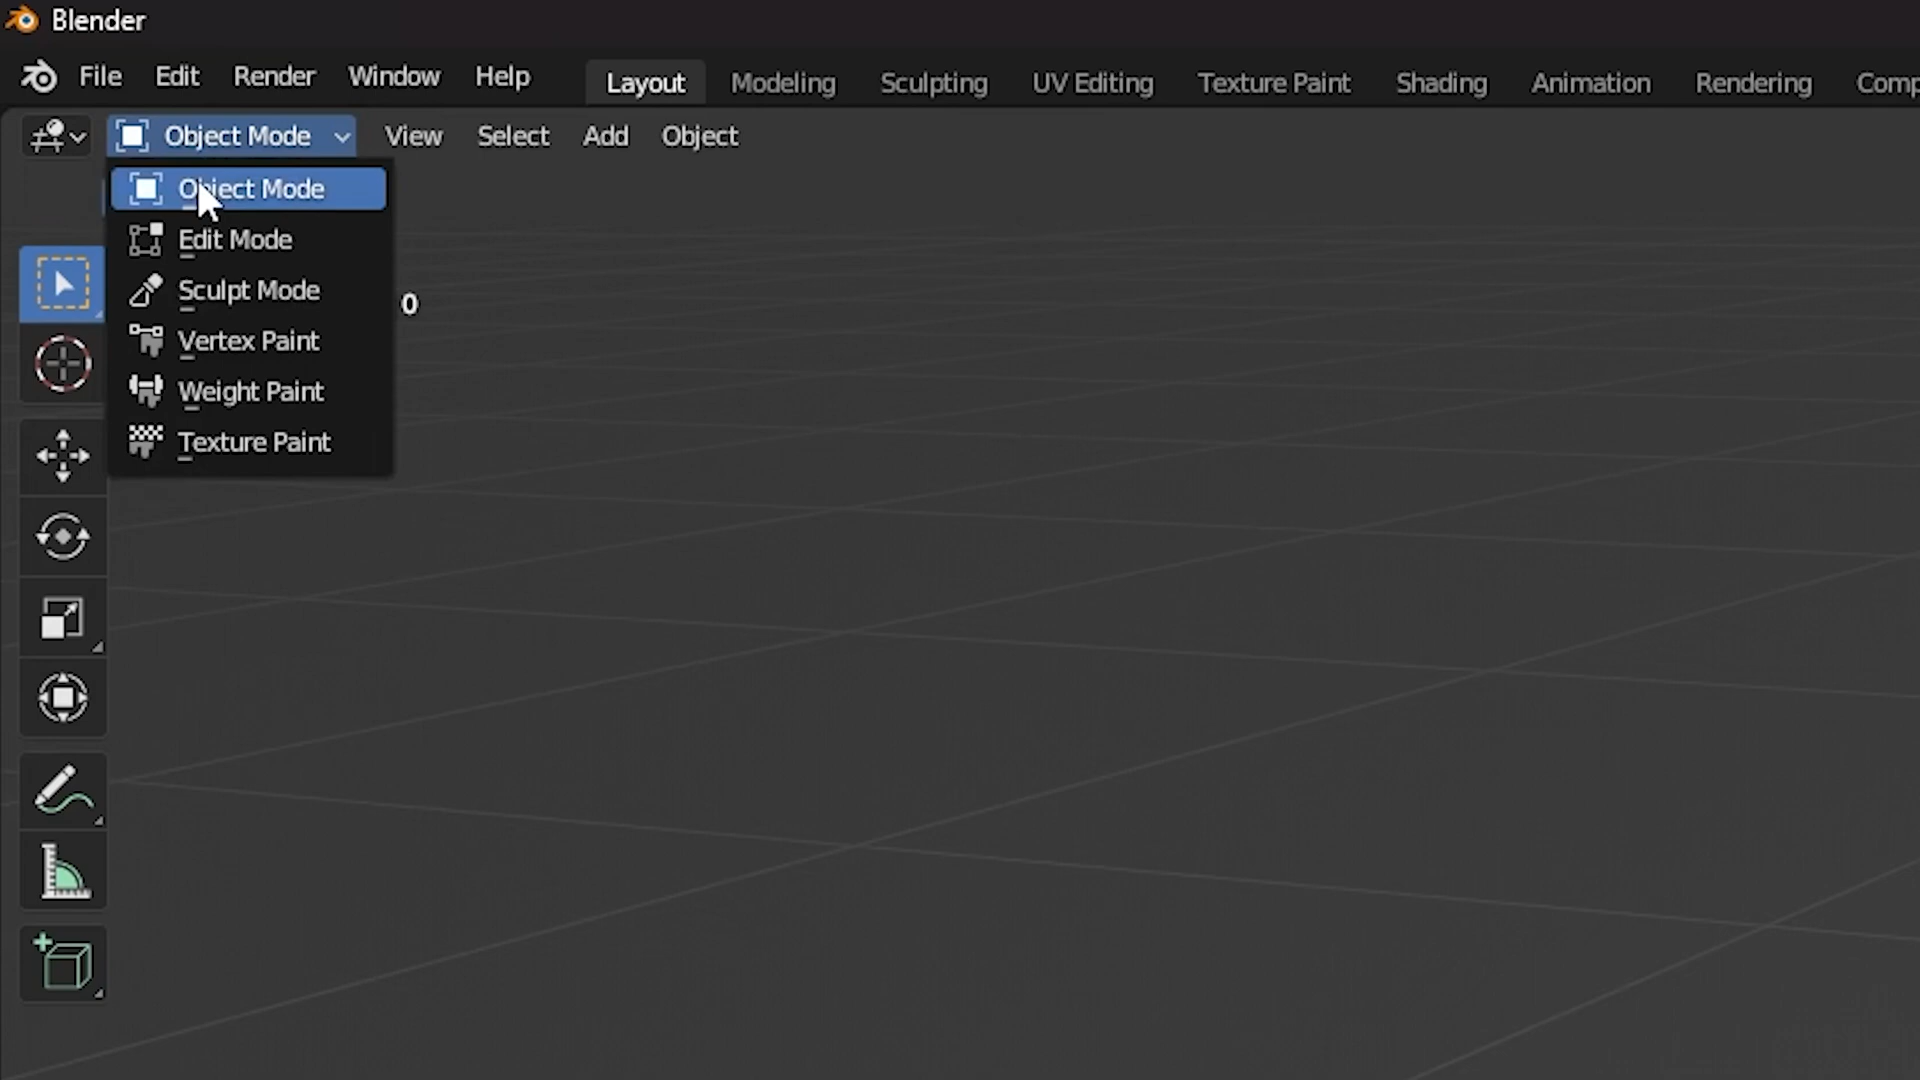 Blender
File Edit Render Window Help Layout Modeling Sculpting UV Editing Texture Paint Shading Animation Rendering Comp
Object Mode View Select Add Object
Object Mode
Edit Mode
Sculpt Mode
0
Vertex Paint
Weight Paint
Texture Paint